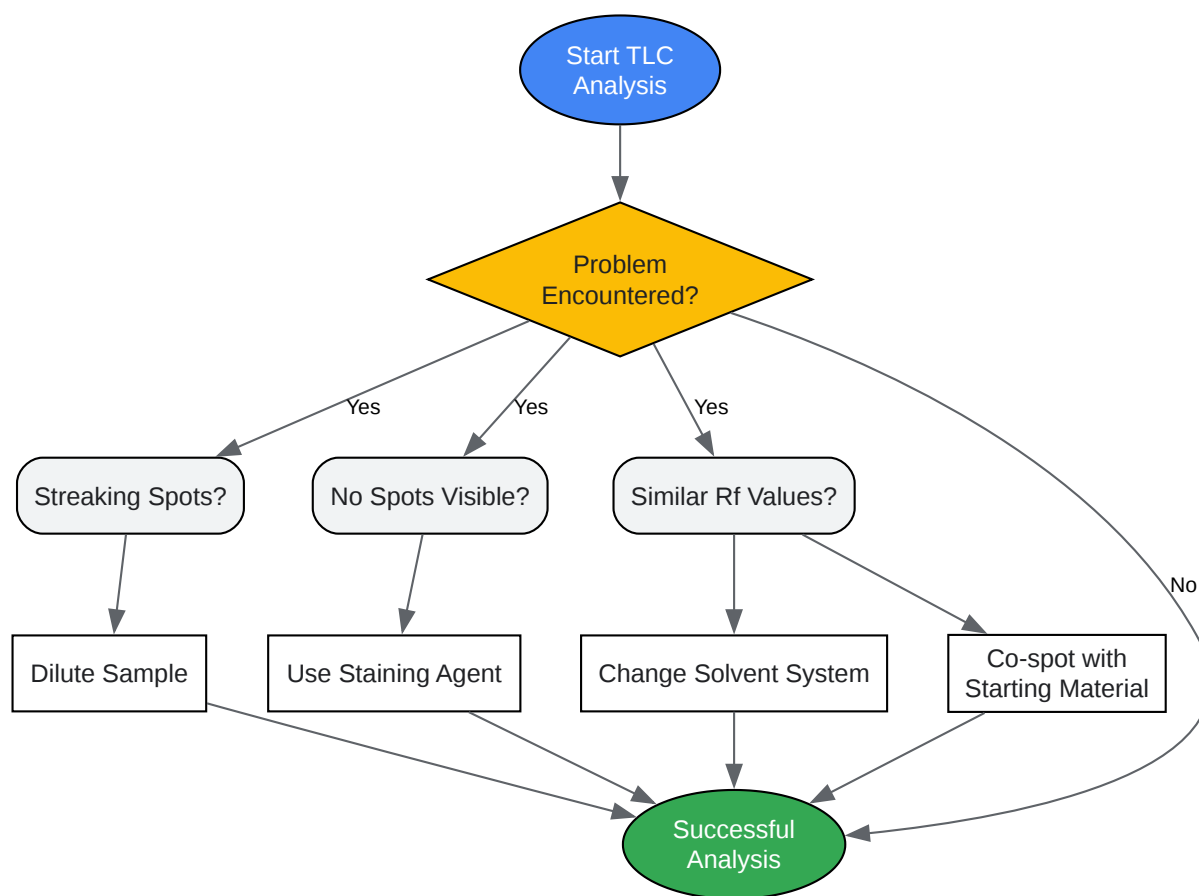 Start TLC
Analysis
Problem
Encountered?
Yes
Yes
Yes
Streaking Spots?
No Spots Visible?
Similar Rf Values?
No
Dilute Sample
Use Staining Agent
Change Solvent System
Co-spot with
Starting Material
Successful
Analysis